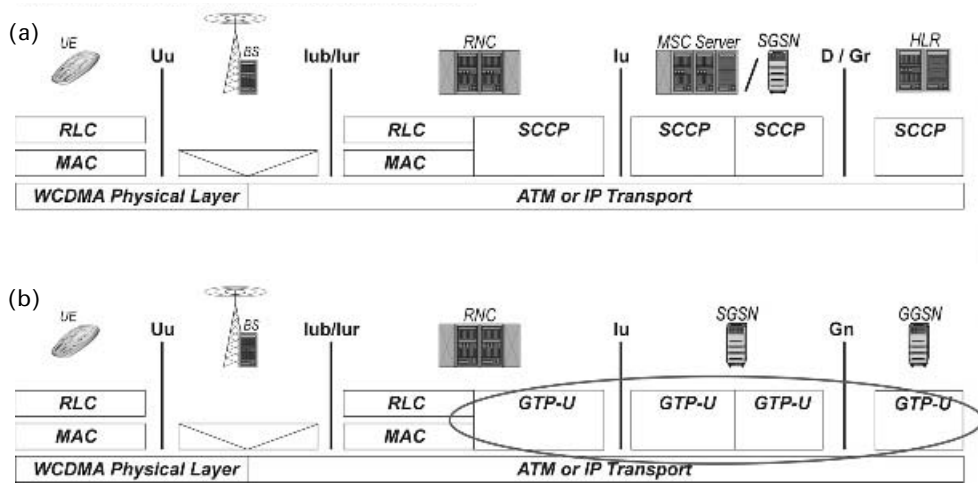 (a)
UE
Uu
BS
Iub/Iur
RNC
Iu
MSC Server
/
SGSN
D / Gr
HLR
RLC
RLC
SCCP
SCCP
SCCP
SCCP
MAC
MAC
WCDMA Physical Layer
ATM or IP Transport
(b)
UE
Uu
BS
Iub/Iur
RNC
Iu
SGSN
Gn
GGSN
RLC
RLC
GTP-U
GTP-U
GTP-U
GTP-U
MAC
MAC
WCDMA Physical Layer
ATM or IP Transport